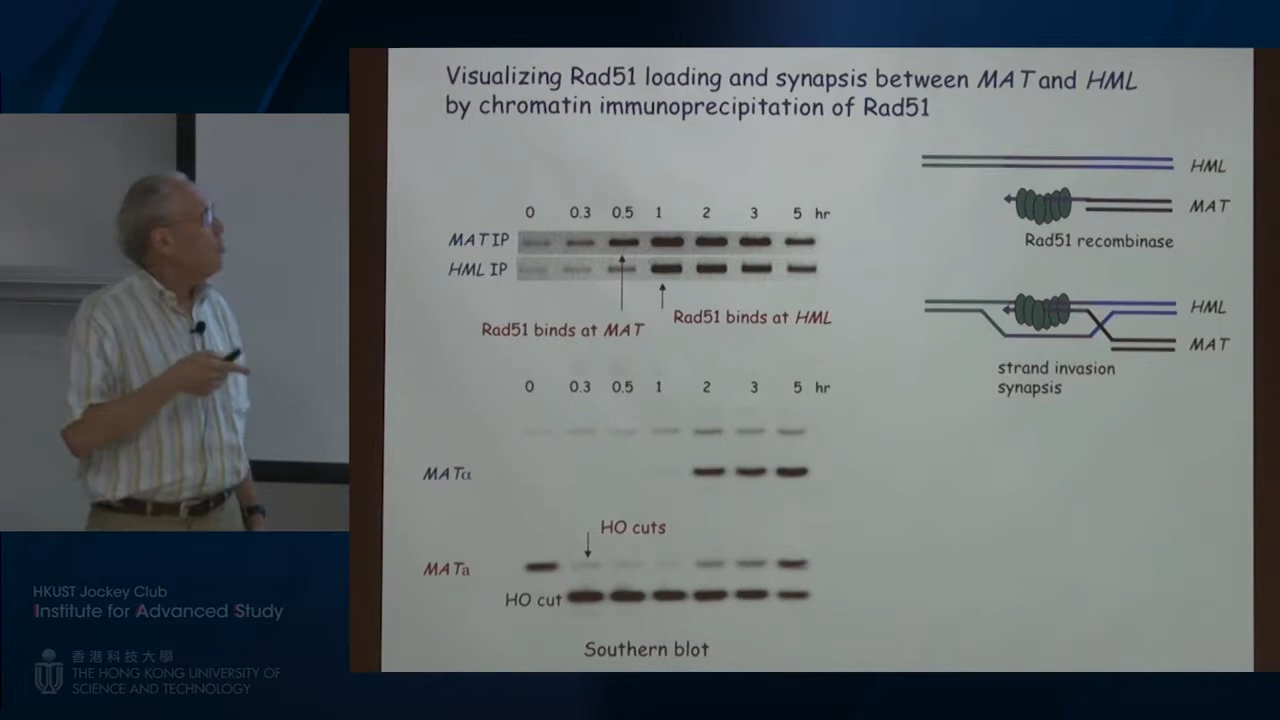 Visualizing Rad51 loading and synapsis between MAT and HML
by chromatin immunoprecipitation of Rad51
0 0.3 0.5 1 2 3 5 hr
MAT IP
HML IP
Rad51 binds at MAT
Rad51 binds at HML
0 0.3 0.5 1 2 3 5 hr
MATα
HO cuts
MATa
HO cut
Southern blot
HML
MAT
Rad51 recombinase
HML
MAT
strand invasion
synapsis
HKUST Jockey Club
Institute for Advanced Study
香港科技大學
THE HONG KONG UNIVERSITY OF
SCIENCE AND TECHNOLOGY